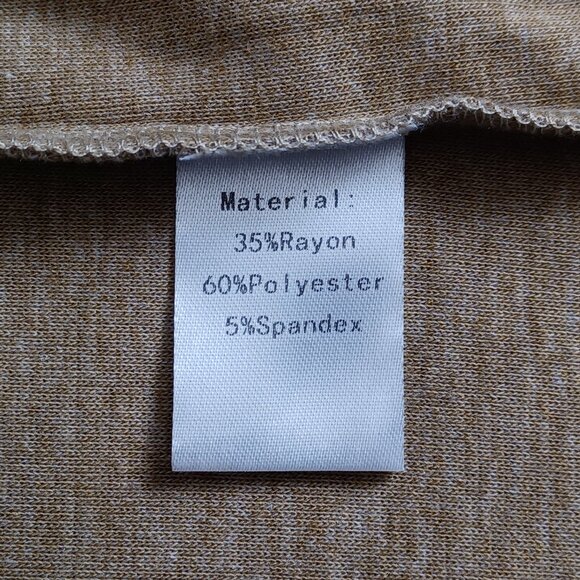 Material:
35%Rayon
60%Polyester
5%Spandex